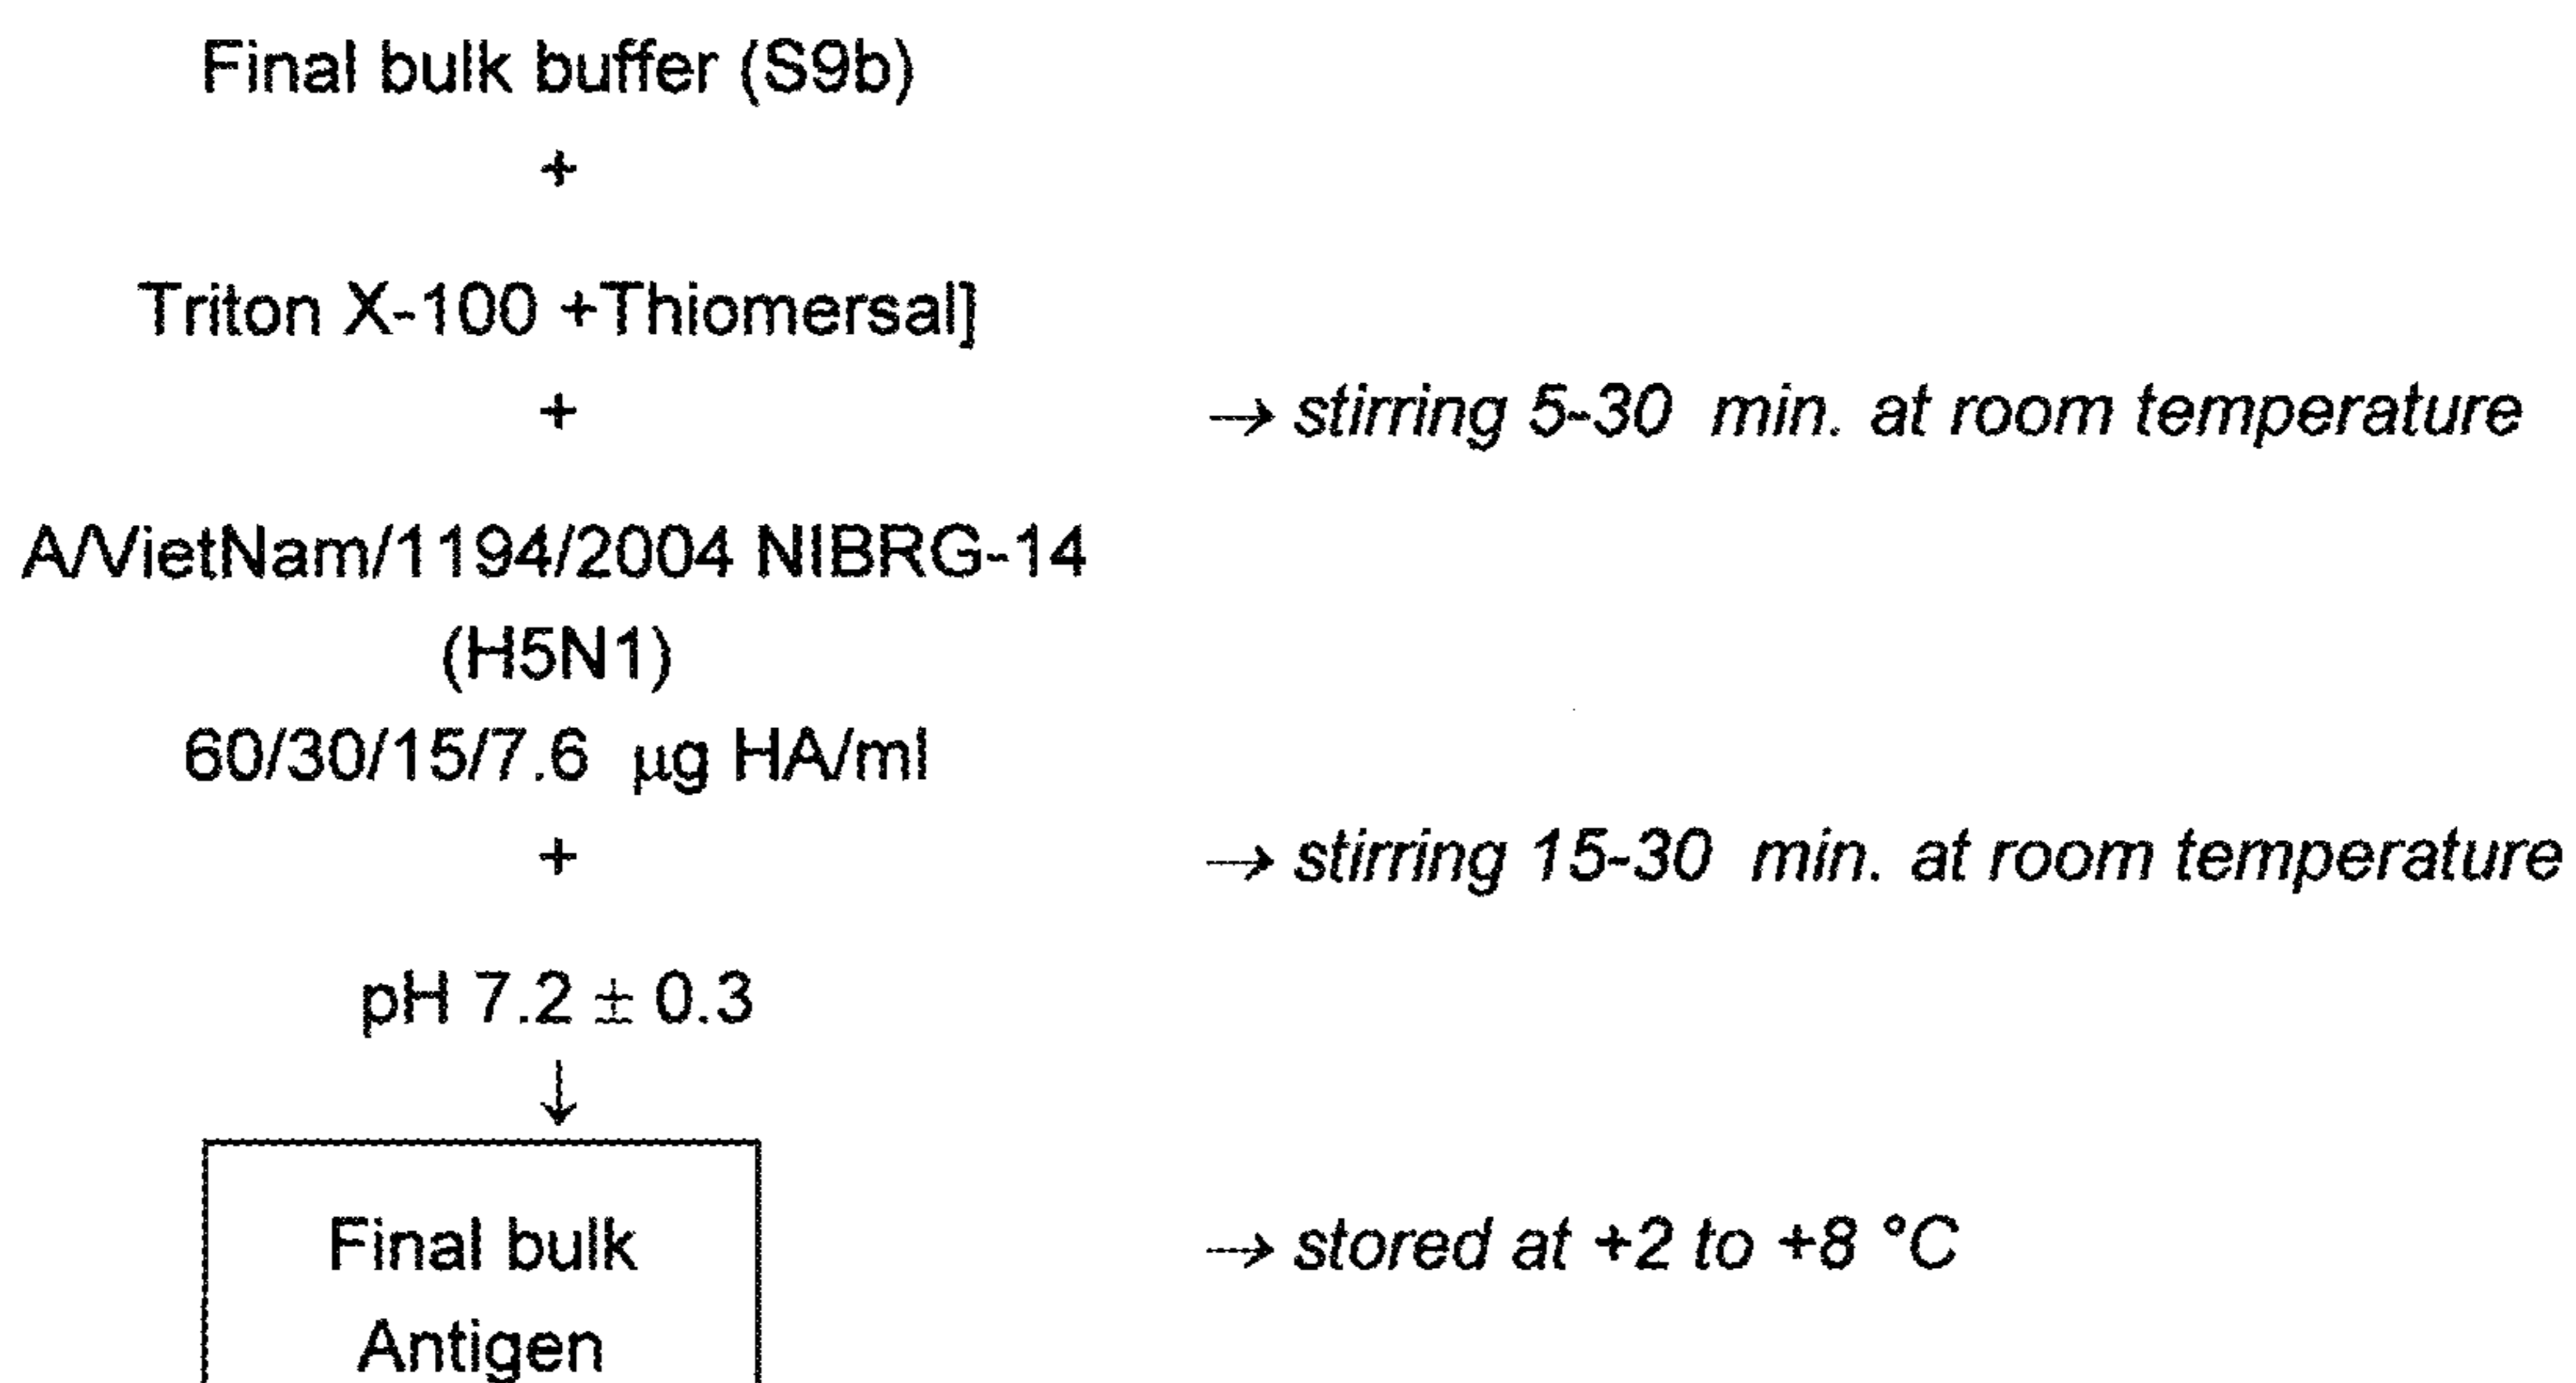 Final bulk buffer (S9b)
+
Triton X-100 +Thiomersal]
+
→ stirring 5-30 min. at room temperature
A/VietNam/1194/2004 NIBRG-14
(H5N1)
60/30/15/7.6 µg HA/ml
+
→ stirring 15-30 min. at room temperature
pH 7.2 ± 0.3
↓
Final bulk
→ stored at +2 to +8 °C
Antigen